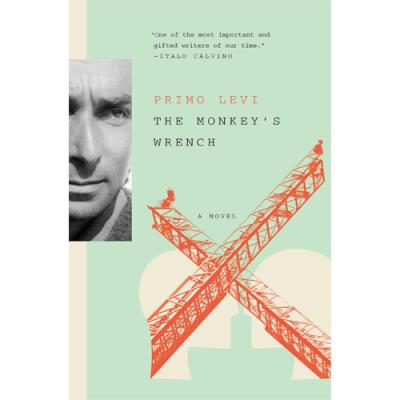 "One of the most important and
gifted writers of our time."
—ITALO CALVINO
PRIMO LEVI
THE MONKEY'S
WRENCH
A NOVEL